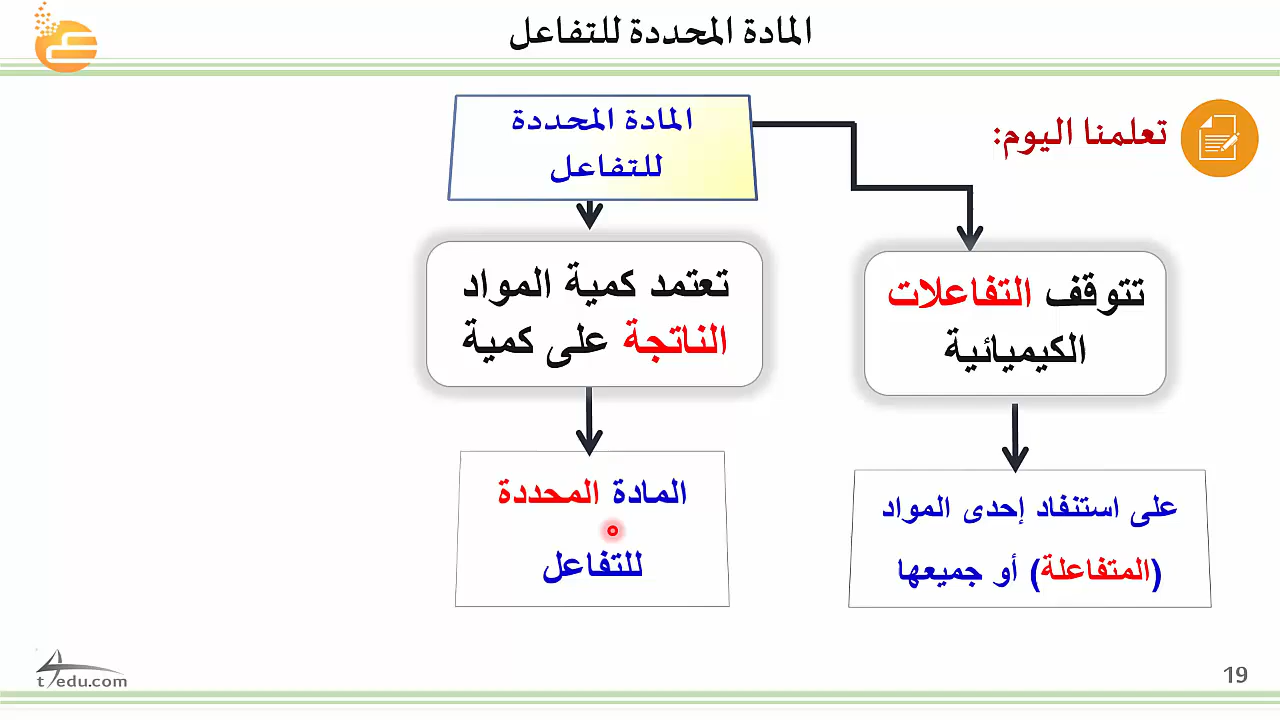 المادة المحددة للتفاعل
تعلمنا اليوم:
المادة المحددة
للتفاعل
تتوقف التفاعلات
الكيميائية
على استنفاد إحدى المواد
(المتفاعلة) أو جميعها
تعتمد كمية المواد
الناتجة على كمية
المادة المحددة
للتفاعل
t4edu.com
19